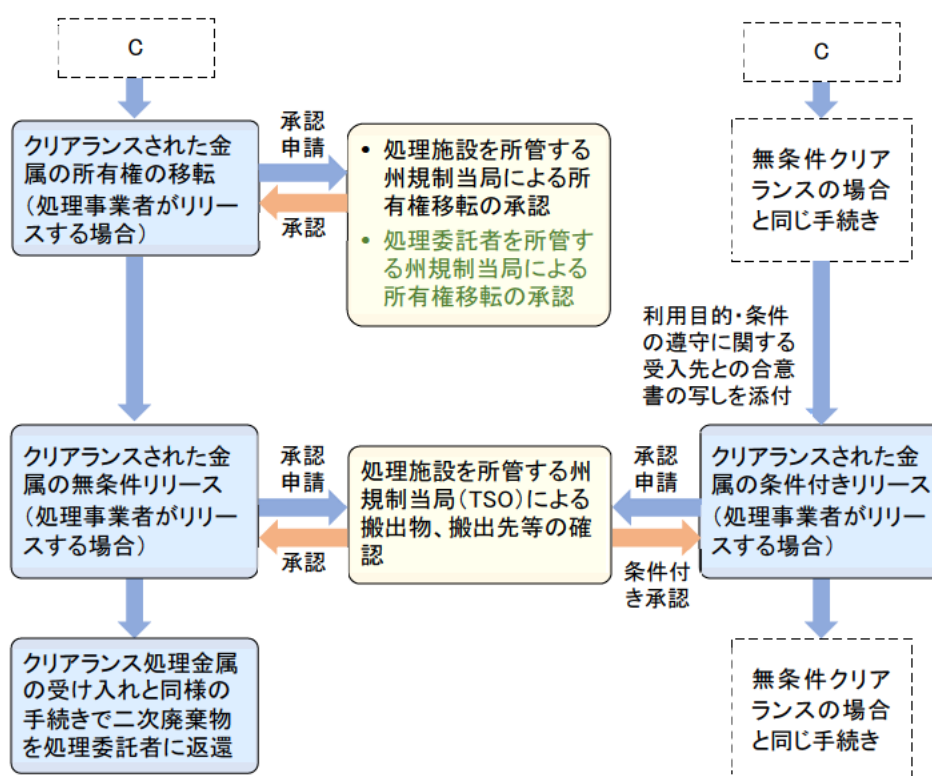 C
C
クリアランスされた金
属の所有権の移転
（処理事業者がリリー
スする場合）
承認
申請
承認
• 処理施設を所管する
州規制当局による所
有権移転の承認
• 処理委託者を所管す
る州規制当局による
所有権移転の承認
無条件クリア
ランスの場合
と同じ手続き
利用目的・条件
の遵守に関する
受入先との合意
書の写しを添付
クリアランスされた金
属の無条件リリース
（処理事業者がリリー
スする場合）
承認
申請
承認
処理施設を所管する州
規制当局（TSO）による
搬出物、搬出先等の確
認
承認
申請
条件付
き承認
クリアランスされた金
属の条件付きリリース
（処理事業者がリリー
スする場合）
クリアランス処理金属
の受け入れと同様の
手続きで二次廃棄物
を処理委託者に返還
無条件クリア
ランスの場合
と同じ手続き